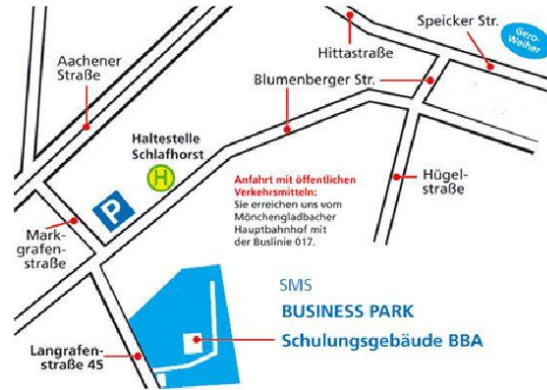 Speicker Str.
Gero-
Weiher
Hittastraße
Aachener
Straße
Blumenberger Str.
Haltestelle
Schlafhorst
H
Anfahrt mit öffentlichen
Verkehrsmitteln:
Sie erreichen uns vom
Mönchengladbacher
Hauptbahnhof mit
der Buslinie 017.
Hügel-
straße
P
Mark-
grafen-
straße
SMS
BUSINESS PARK
Schulungsgebäude BBA
Langrafen-
straße 45